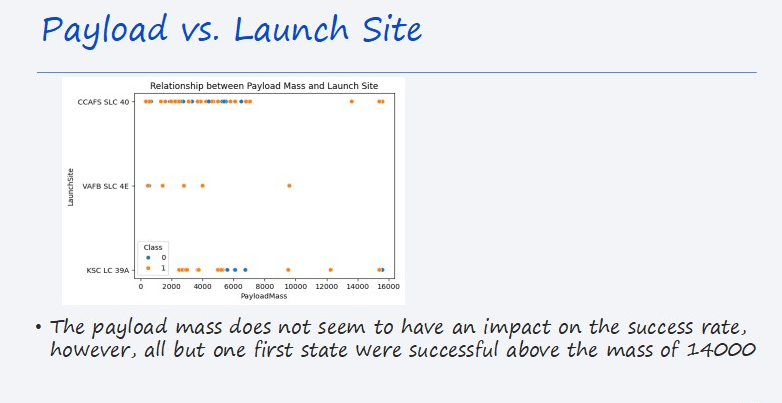 Payload vs. Launch Site
Relationship between Payload Mass and Launch Site
CCAFS SLC 40
VAFB SLC 4E
KSC LC 39A
LaunchSite
Class
0
1
0 2000 4000 6000 8000 10000 12000 14000 16000
PayloadMass
• The payload mass does not seem to have an impact on the success rate,
however, all but one first state were successful above the mass of 14000